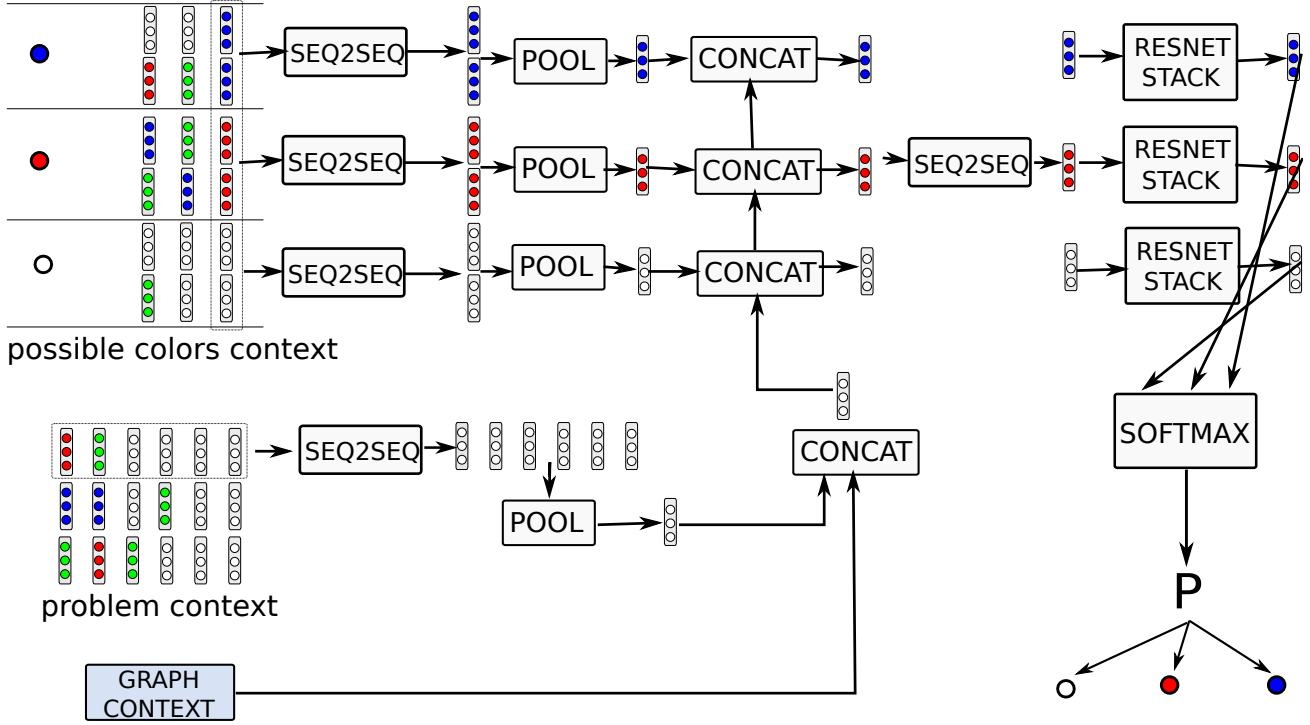 SEQ2SEQ
POOL
CONCAT
RESNET
STACK
SEQ2SEQ
POOL
CONCAT
SEQ2SEQ
RESNET
STACK
SEQ2SEQ
POOL
CONCAT
RESNET
STACK
possible colors context
SEQ2SEQ
CONCAT
SOFTMAX
POOL
problem context
P
GRAPH
CONTEXT